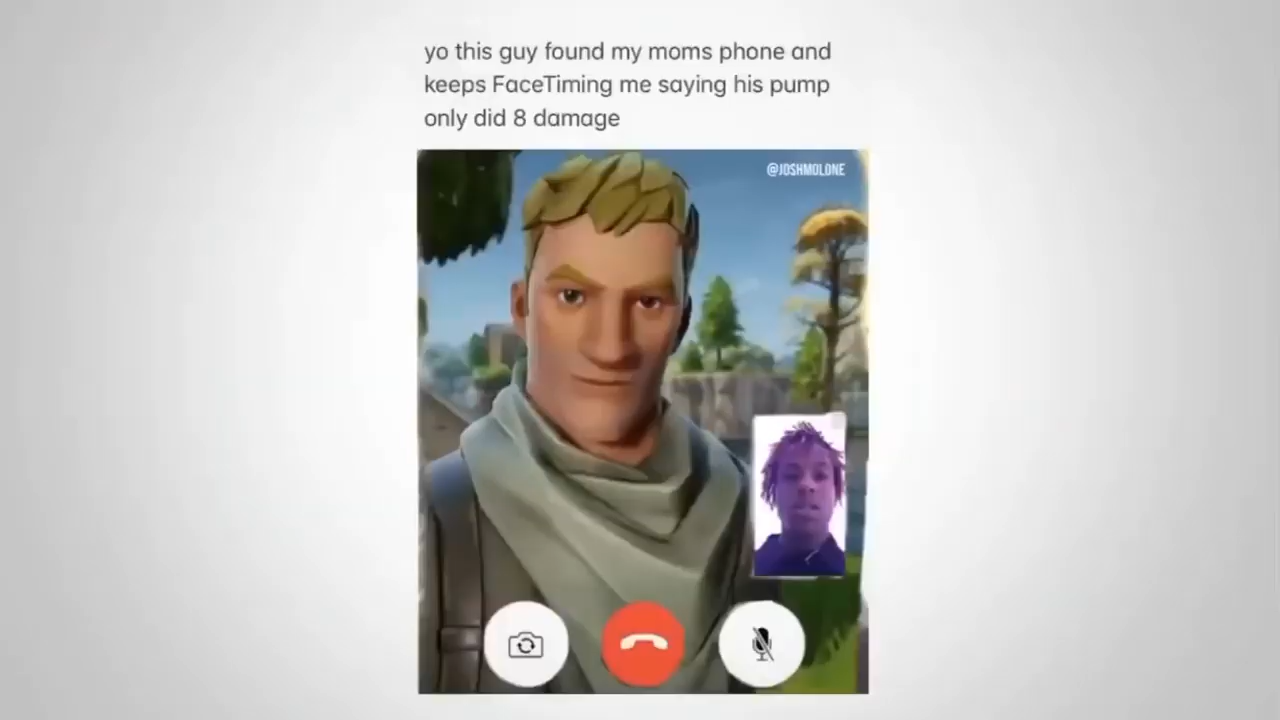 yo this guy found my moms phone and
keeps FaceTiming me saying his pump
only did 8 damage
@JOSHMOLONE